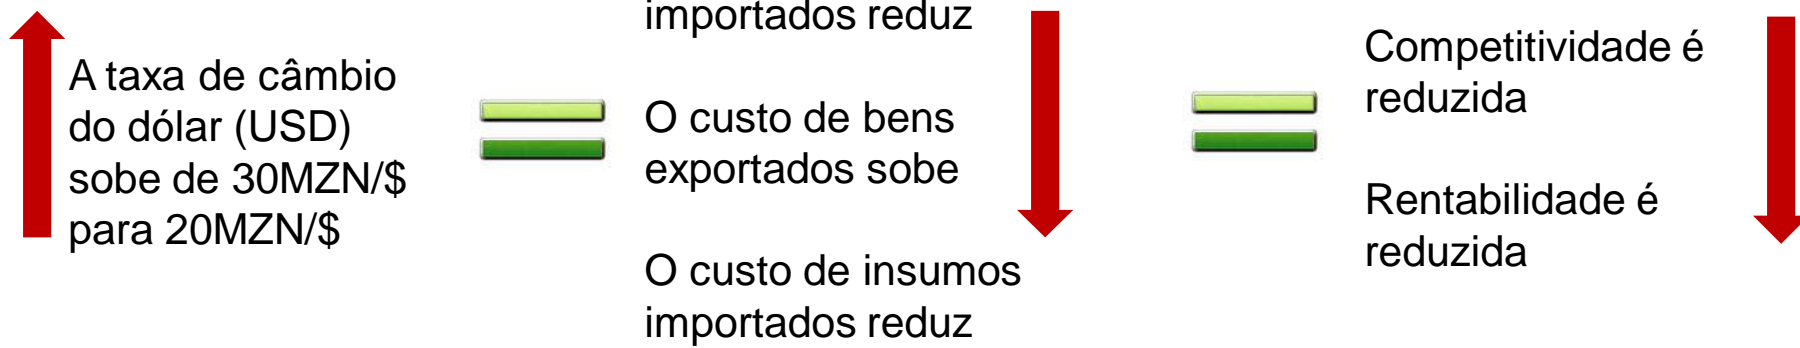 importados reduz
A taxa de câmbio
do dólar (USD)
sobe de 30MZN/$
para 20MZN/$
O custo de bens
exportados sobe
O custo de insumos
importados reduz
Competitividade é
reduzida
Rentabilidade é
reduzida